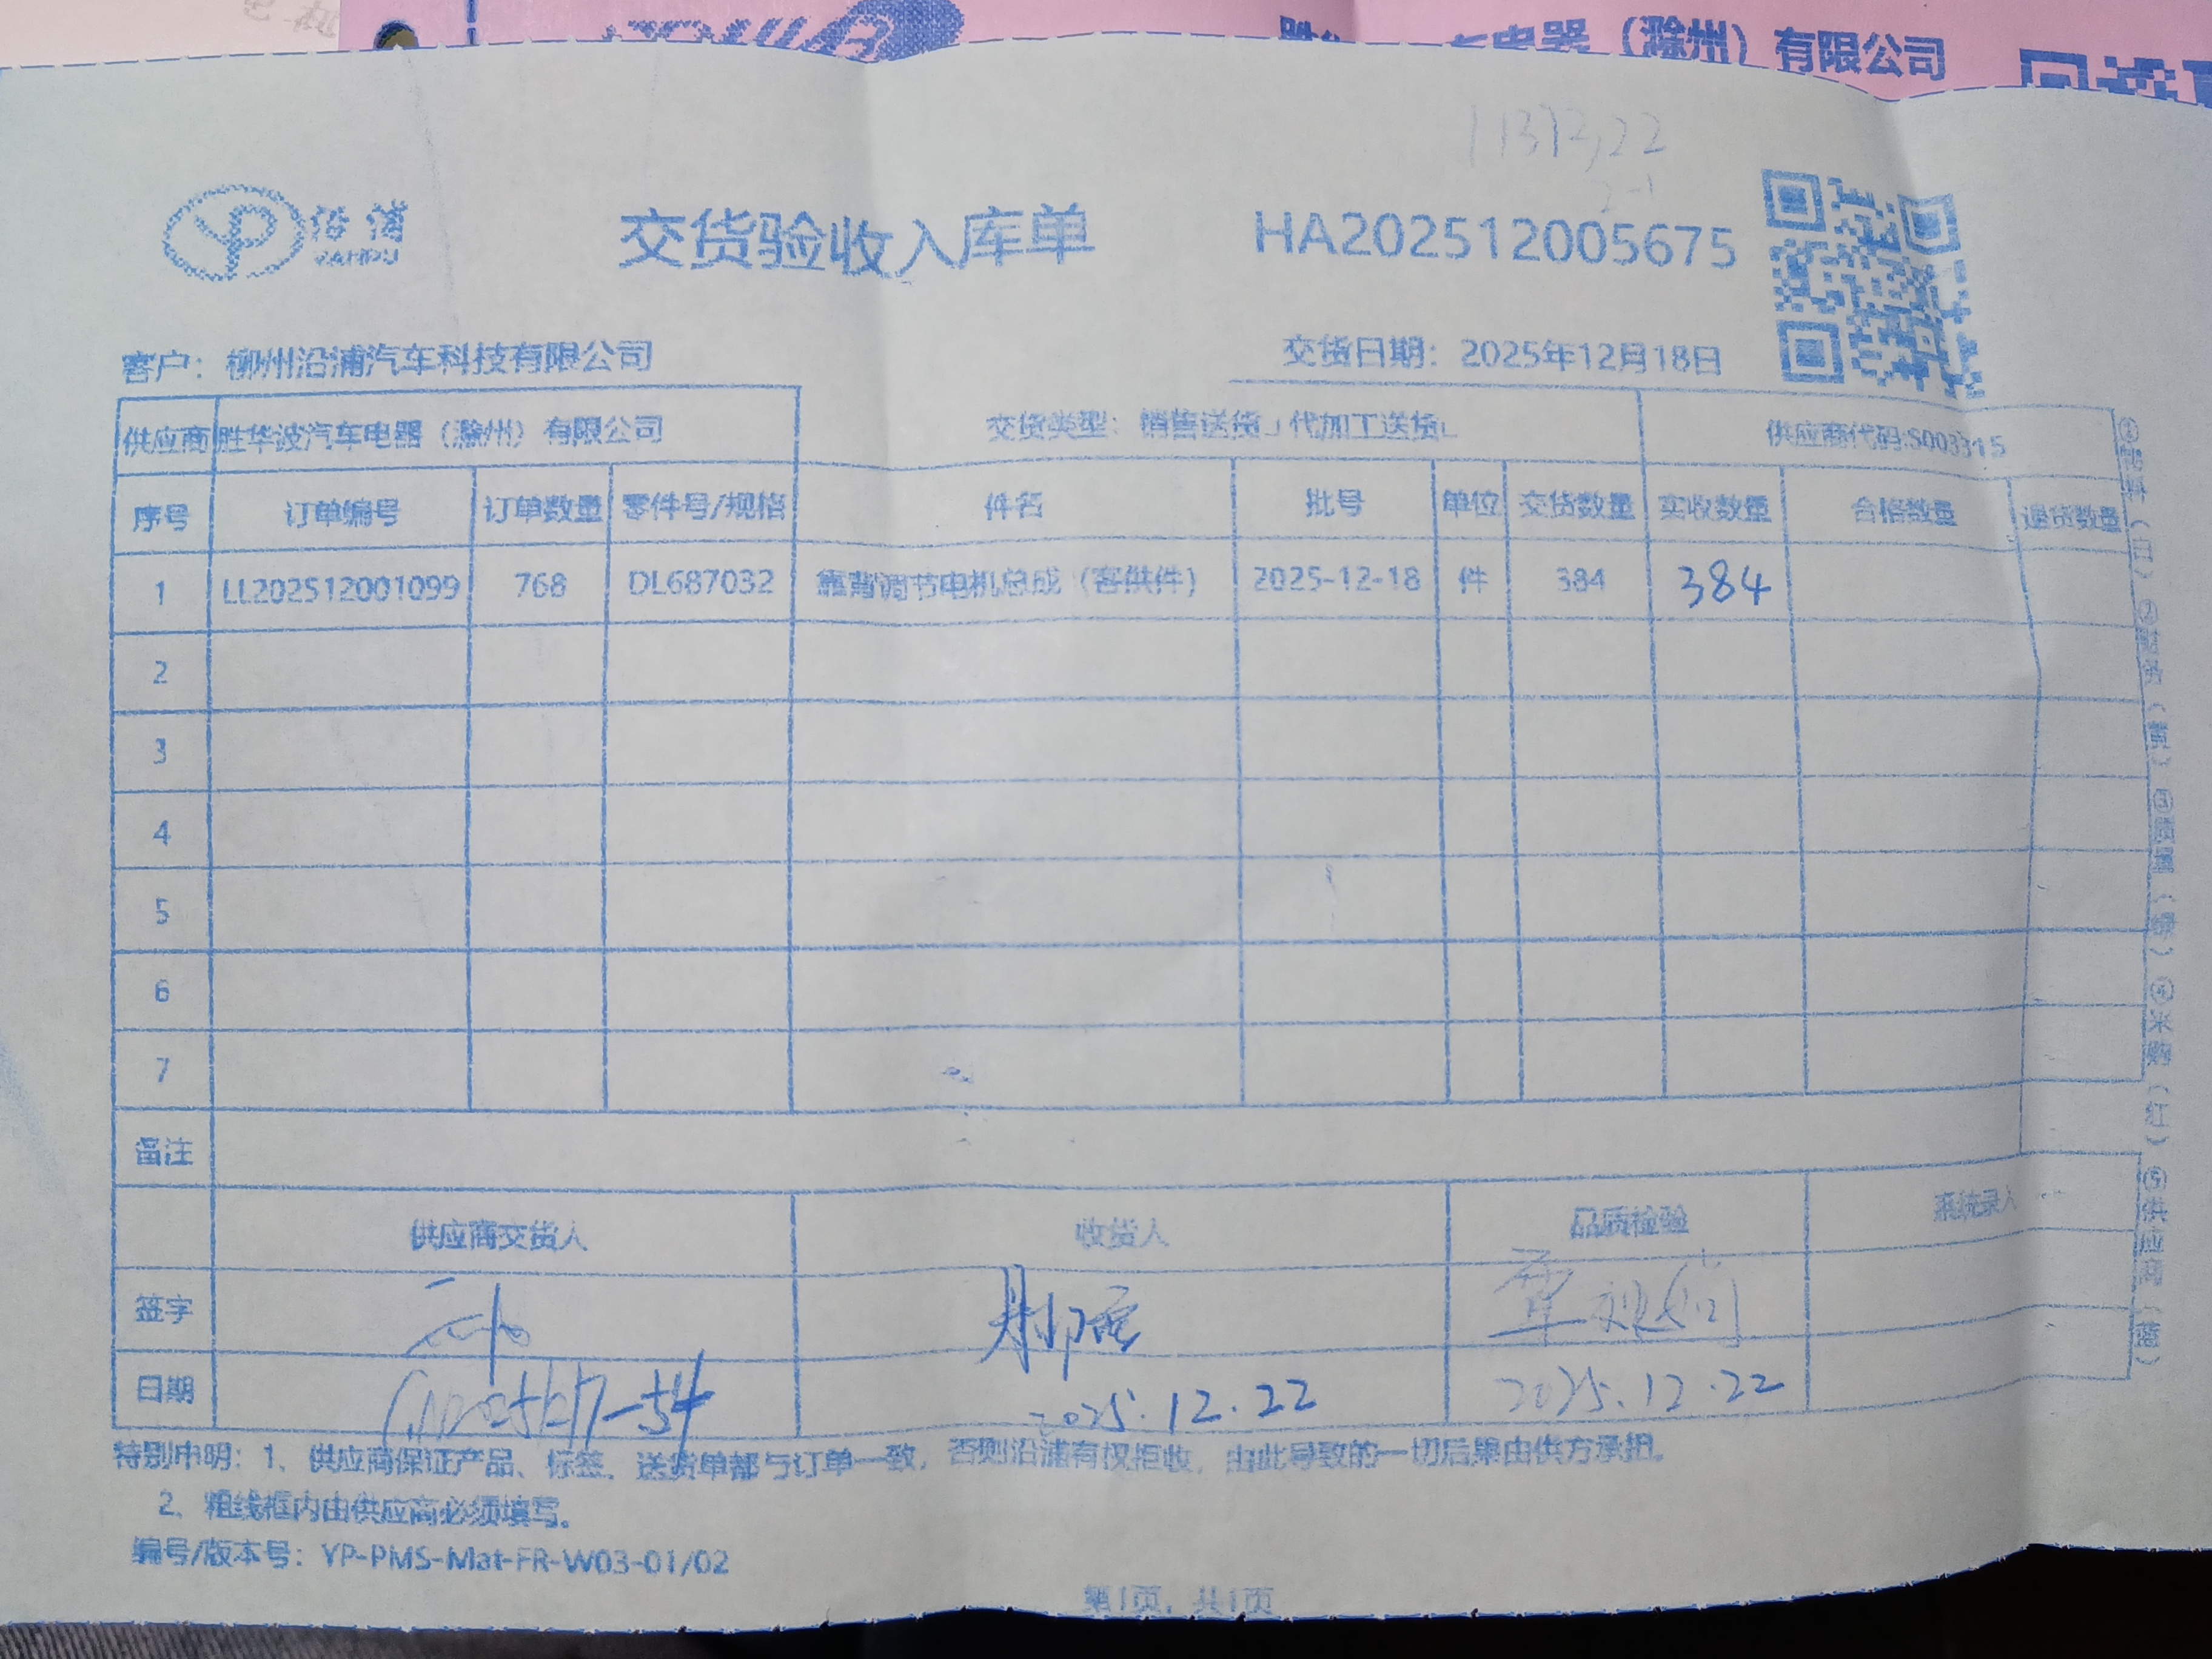 （滁州）有限公司
11372,22
沿浦
YANPU
交货验收入库单
HA202512005675
客户：柳州沿浦汽车科技有限公司
交货日期：2025年12月18日
供应商 胜华波汽车电器（滁州）有限公司 交货类型：销售送货 代加工送货 供应商代码:S003315
序号 订单编号 订单数量 零件号/规格 件名 批号 单位 交货数量 实收数量 合格数量 退货数量
1 LL202512001099 768 DL687032 靠背调节电机总成（客供件） 2025-12-18 件 384 384
2
3
4
5
6
7
备注
供应商交货人 收货人 品质检验 系统录入
签字
日期 2025.12.22 2025.12.22
特别申明：1、供应商保证产品、标签、送货单都与订单一致，否则沿浦有权拒收，由此导致的一切后果由供方承担。
2、粗线框内由供应商必须填写。
编号/版本号：YP-PMS-Mat-FR-W03-01/02
第1页，共1页